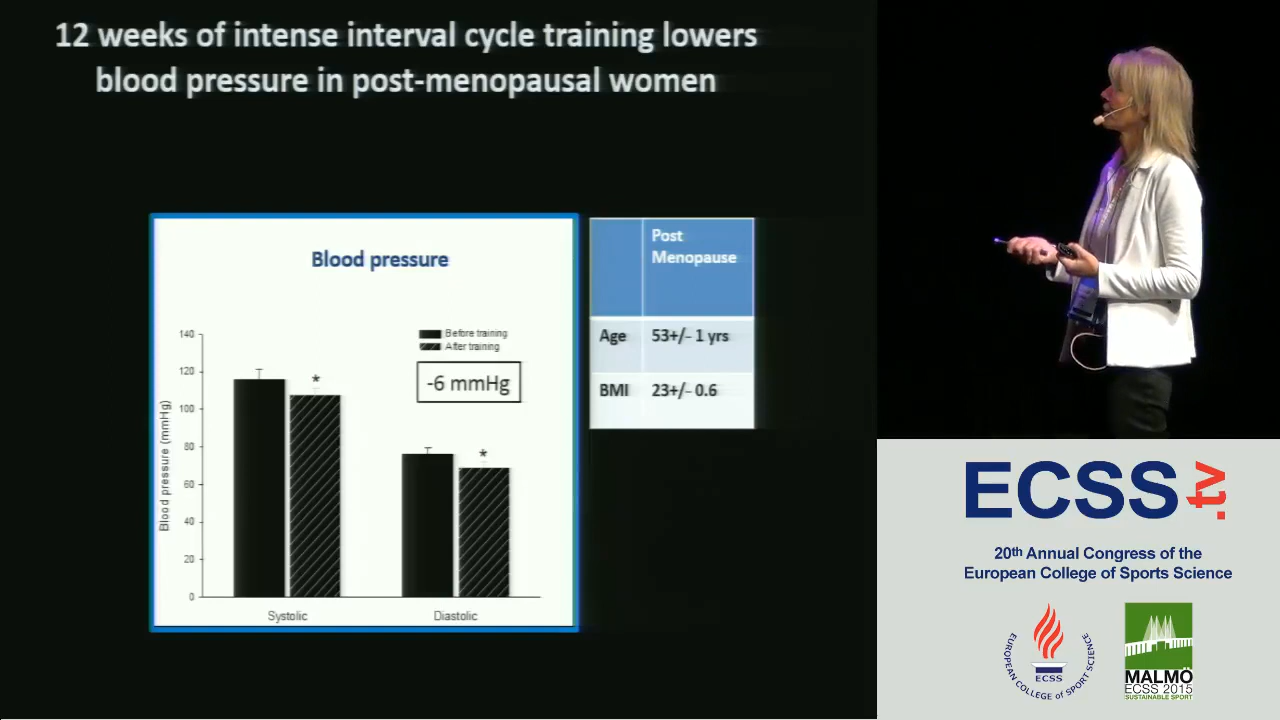 12 weeks of intense interval cycle training lowers
blood pressure in post-menopausal women
Blood pressure
Before training
After training
-6 mmHg
Blood pressure (mmHg)
140
120
100
80
60
40
20
0
*
*
Systolic
Diastolic
Post
Menopause
Age 53+/- 1 yrs
BMI 23+/- 0.6
ECSS.tv
20th Annual Congress of the
European College of Sports Science
EUROPEAN COLLEGE of SPORT SCIENCE
ECSS
MALMÖ
ECSS 2015
SUSTAINABLE SPORT